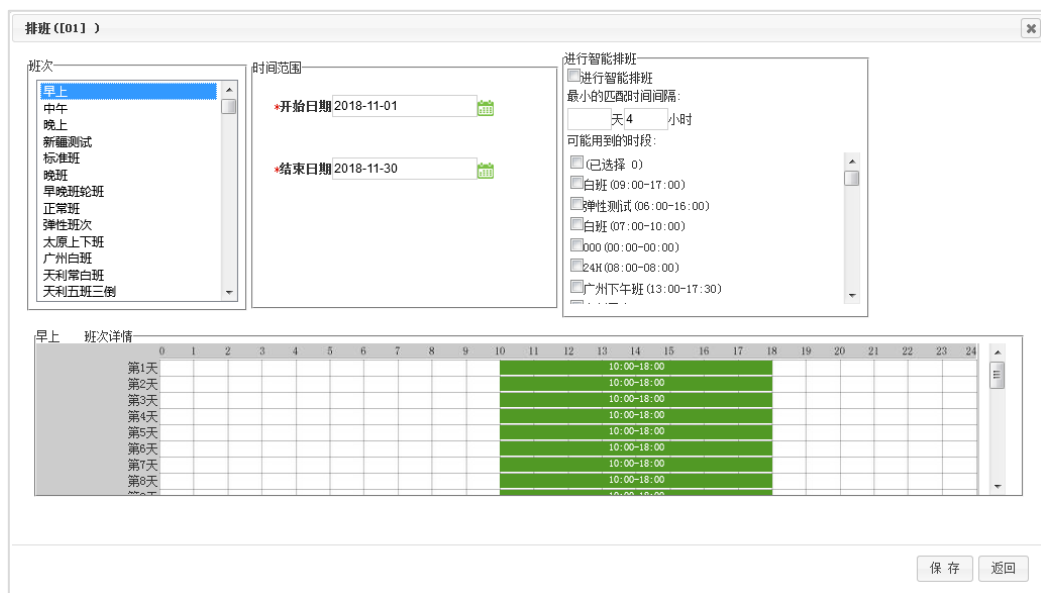 排班([01] )
班次
早上
中午
晚上
新疆测试
标准班
晚班
早晚班轮班
正常班
弹性班次
太原上下班
广州白班
天利常白班
天利五班三倒
时间范围
*开始日期 2018-11-01
*结束日期 2018-11-30
进行智能排班
进行智能排班
最小的匹配时间间隔:
天 4 小时
可能用到的时段:
(已选择 0)
白班(09:00-17:00)
弹性测试(06:00-16:00)
白班(07:00-10:00)
000(00:00-00:00)
24H(08:00-08:00)
广州下午班(13:00-17:30)
早上 班次详情
0 1 2 3 4 5 6 7 8 9 10 11 12 13 14 15 16 17 18 19 20 21 22 23 24
第1天 10:00-18:00
第2天 10:00-18:00
第3天 10:00-18:00
第4天 10:00-18:00
第5天 10:00-18:00
第6天 10:00-18:00
第7天 10:00-18:00
第8天 10:00-18:00
保 存 返回